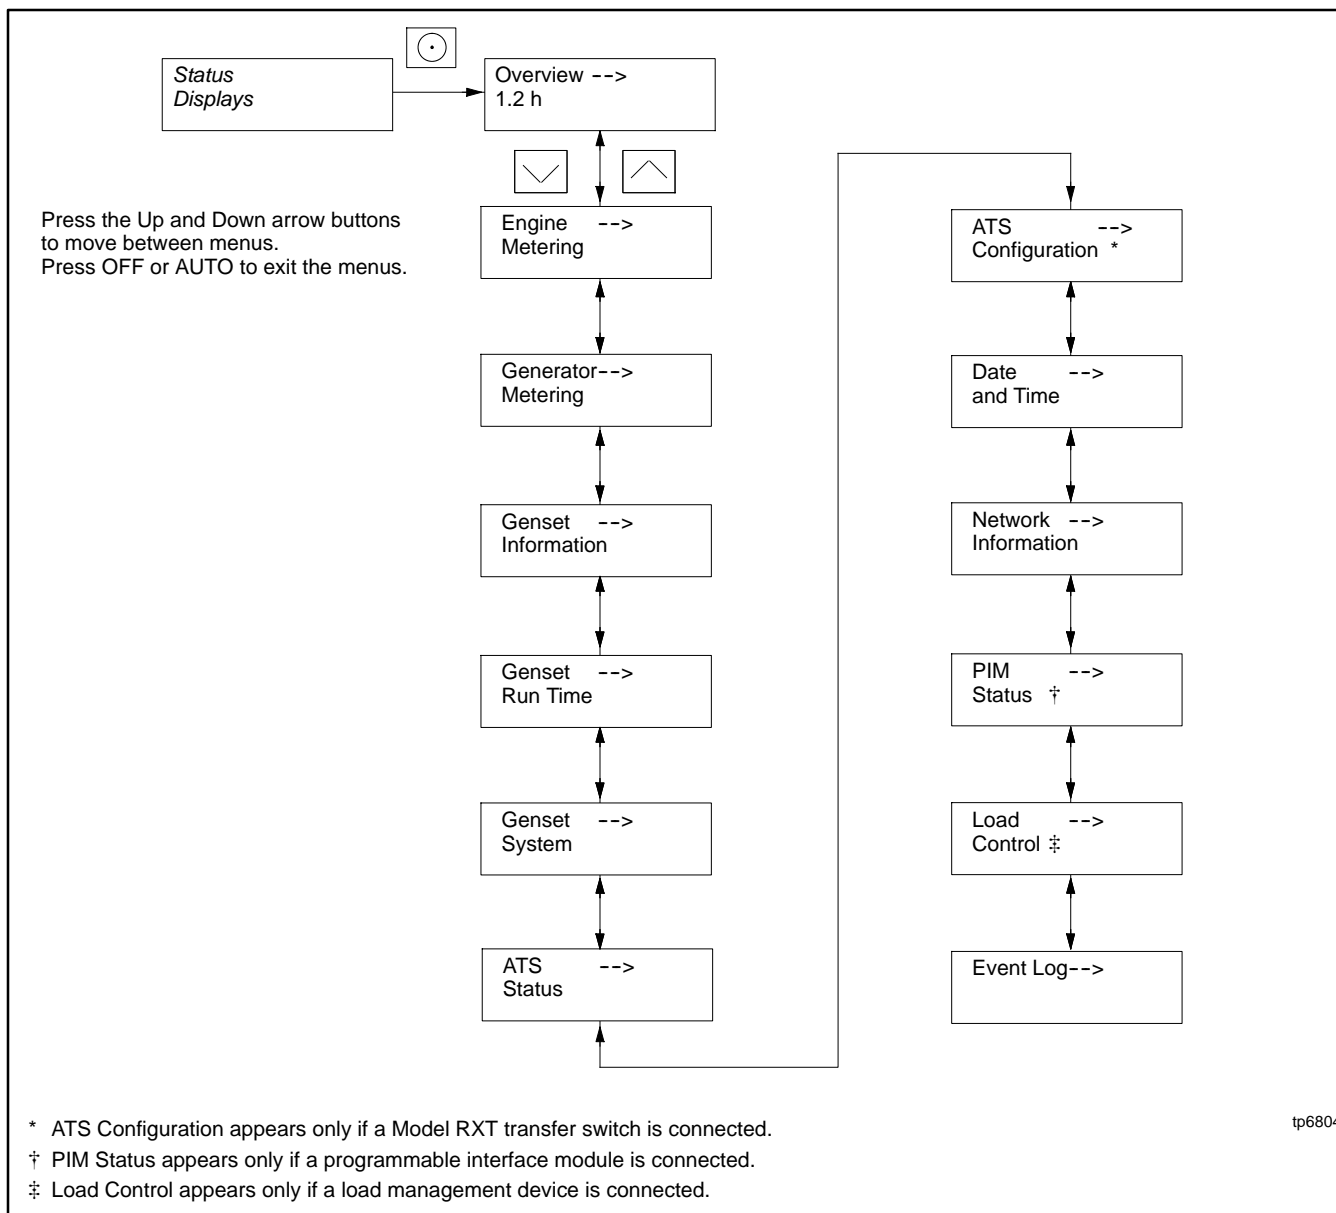 Status
Displays
Overview -->
1.2 h
Press the Up and Down arrow buttons
to move between menus.
Press OFF or AUTO to exit the menus.
Engine -->
Metering
Generator-->
Metering
Genset -->
Information
Genset -->
Run Time
Genset -->
System
ATS -->
Status
ATS -->
Configuration *
Date -->
and Time
Network -->
Information
PIM -->
Status †
Load -->
Control ‡
Event Log-->
* ATS Configuration appears only if a Model RXT transfer switch is connected.
† PIM Status appears only if a programmable interface module is connected.
‡ Load Control appears only if a load management device is connected.
tp6804